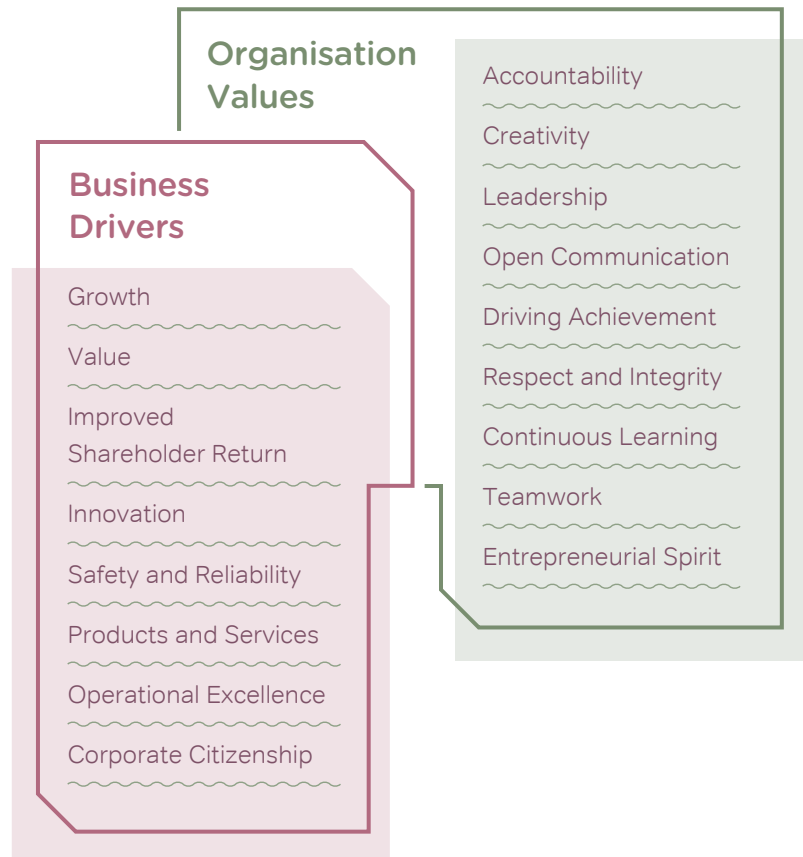 Organisation
Values
Accountability
Creativity
Leadership
Open Communication
Driving Achievement
Respect and Integrity
Continuous Learning
Teamwork
Entrepreneurial Spirit
Business
Drivers
Growth
Value
Improved
Shareholder Return
Innovation
Safety and Reliability
Products and Services
Operational Excellence
Corporate Citizenship